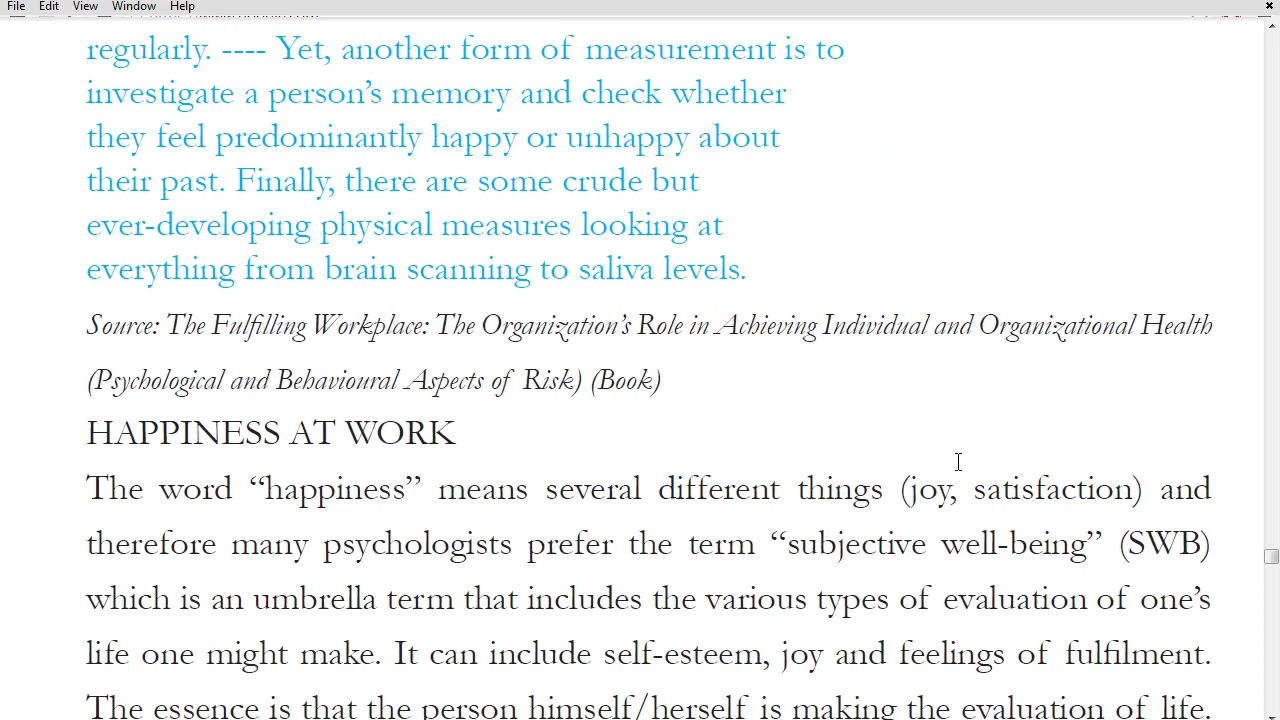 File Edit View Window Help
regularly. ---- Yet, another form of measurement is to
investigate a person’s memory and check whether
they feel predominantly happy or unhappy about
their past. Finally, there are some crude but
ever-developing physical measures looking at
everything from brain scanning to saliva levels.
Source: The Fulfilling Workplace: The Organization’s Role in Achieving Individual and Organizational Health
(Psychological and Behavioural Aspects of Risk) (Book)
HAPPINESS AT WORK
The word “happiness” means several different things (joy, satisfaction) and
therefore many psychologists prefer the term “subjective well-being” (SWB)
which is an umbrella term that includes the various types of evaluation of one’s
life one might make. It can include self-esteem, joy and feelings of fulfilment.
The essence is that the person himself/herself is making the evaluation of life.